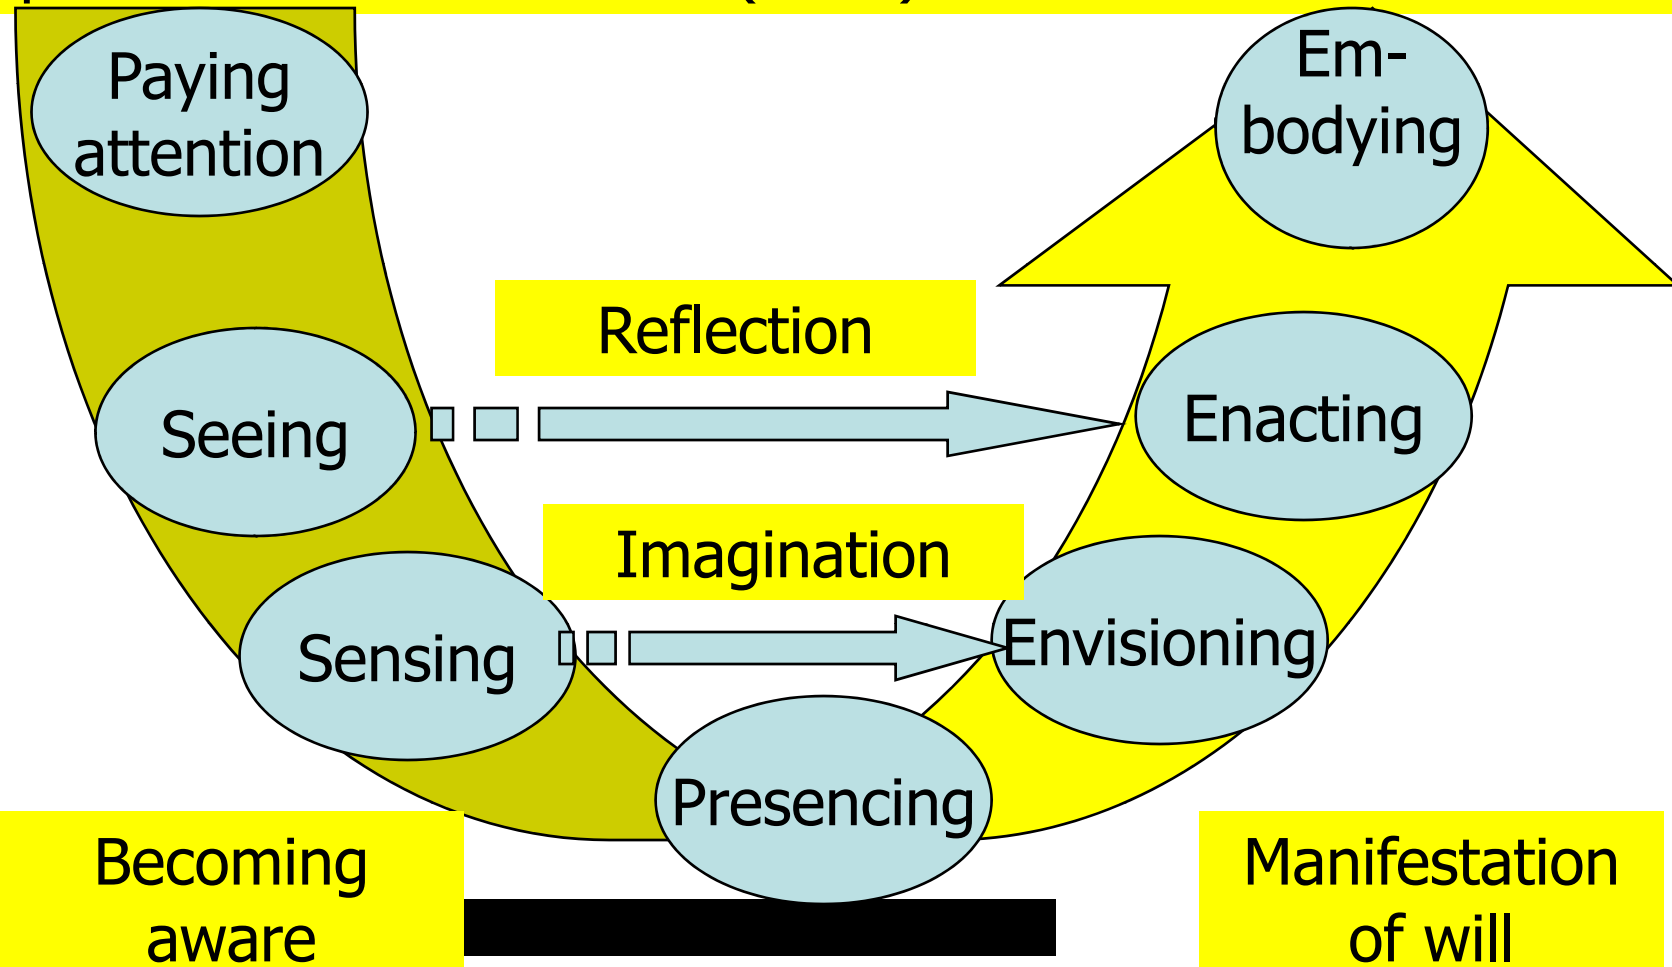 Paying
attention
Em-
bodying
Reflection
Seeing
Enacting
Imagination
Sensing
Envisioning
Presencing
Becoming
aware
Manifestation
of will